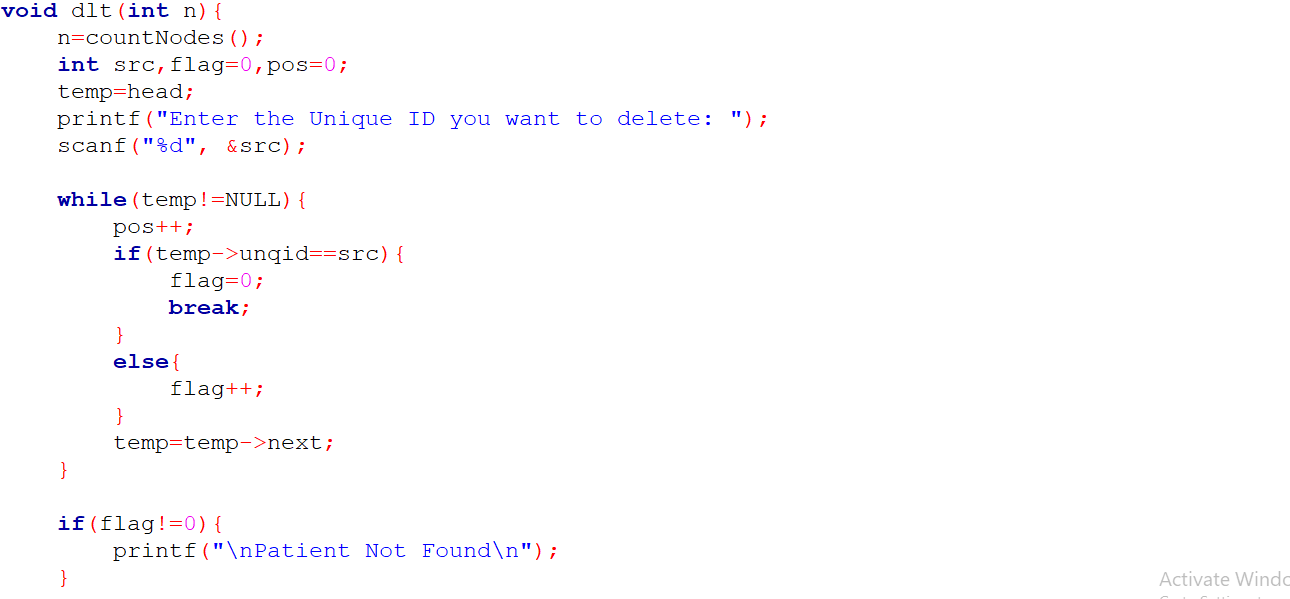 void dlt(int n){
    n=countNodes();
    int src,flag=0,pos=0;
    temp=head;
    printf("Enter the Unique ID you want to delete: ");
    scanf("%d", &src);

    while(temp!=NULL){
        pos++;
        if(temp->unqid==src){
            flag=0;
            break;
        }
        else{
            flag++;
        }
        temp=temp->next;
    }

    if(flag!=0){
        printf("\nPatient Not Found\n");
    }
Activate Windc